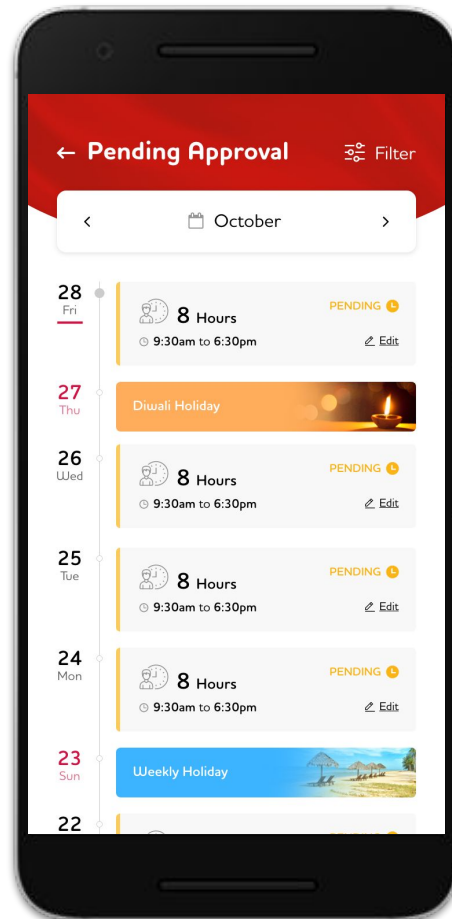 ← Pending Approval
Filter
< October >
28
Fri
8 Hours
PENDING
9:30am to 6:30pm
Edit
27
Thu
Diwali Holiday
26
Wed
8 Hours
PENDING
9:30am to 6:30pm
Edit
25
Tue
8 Hours
PENDING
9:30am to 6:30pm
Edit
24
Mon
8 Hours
PENDING
9:30am to 6:30pm
Edit
23
Sun
Weekly Holiday
22
PENDING